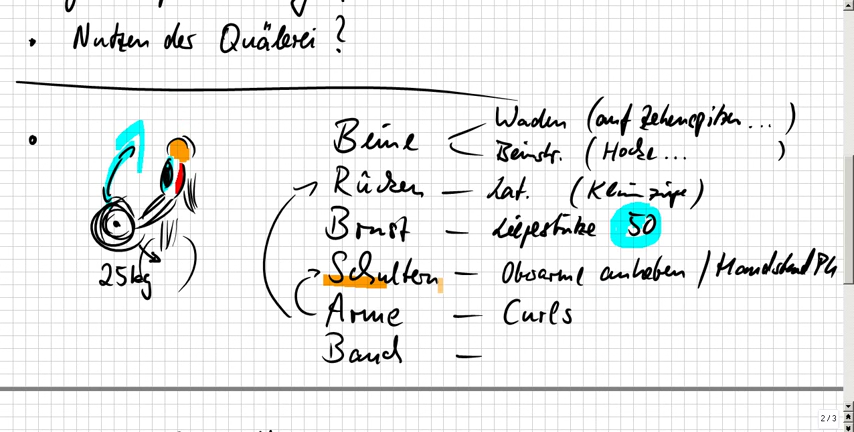 • Nutzen der Quälerei?
Waden (auf Zehenspitzen...)
Beine
Beinstr. (Hocke...)
Rücken — Lat. (Klimmzüge)
Brust — Liegestütze 50
Schultern — Oberarme anheben / Handstand
25kg
Arme — Curls
Bauch —
2/3